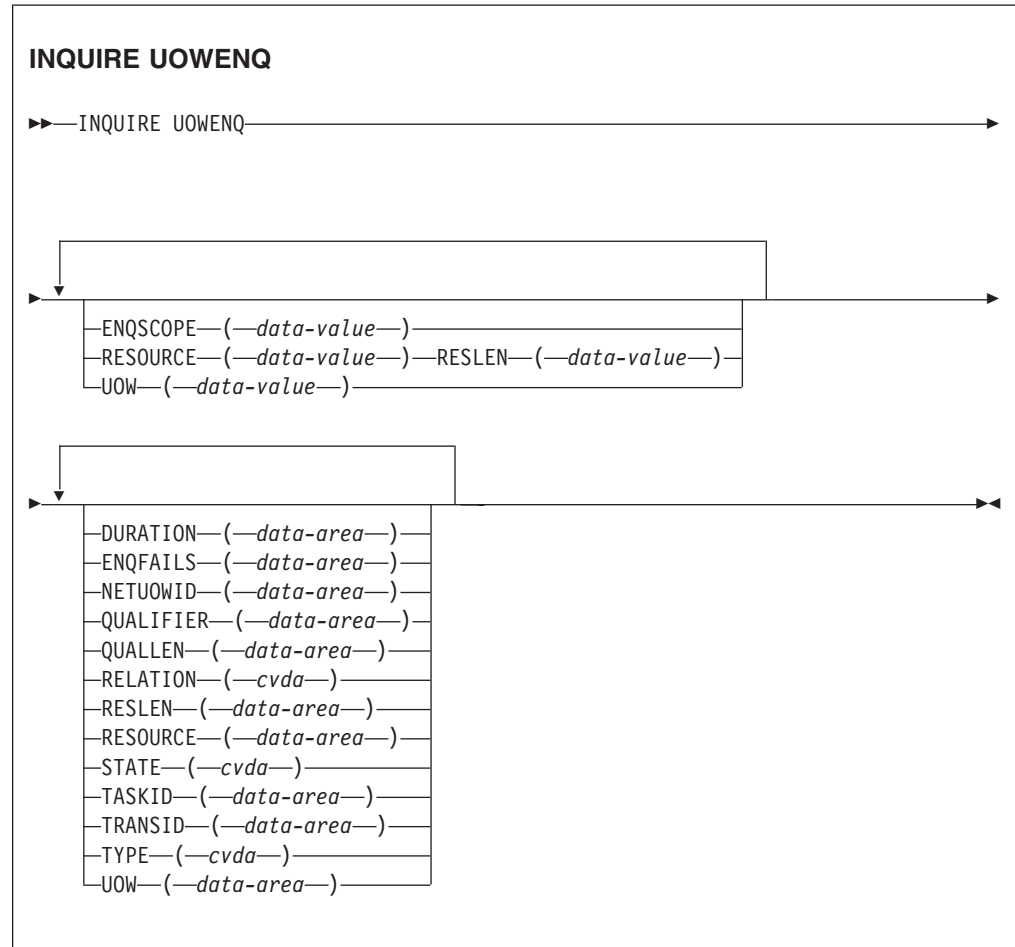 INQUIRE UOWENQ
INQUIRE UOWENQ
ENQSCOPE ( data-value )
RESOURCE ( data-value ) RESLEN ( data-value )
UOW ( data-value )
DURATION ( data-area )
ENQFAILS ( data-area )
NETUOWID ( data-area )
QUALIFIER ( data-area )
QUALLEN ( data-area )
RELATION ( cvda )
RESLEN ( data-area )
RESOURCE ( data-area )
STATE ( cvda )
TASKID ( data-area )
TRANSID ( data-area )
TYPE ( cvda )
UOW ( data-area )